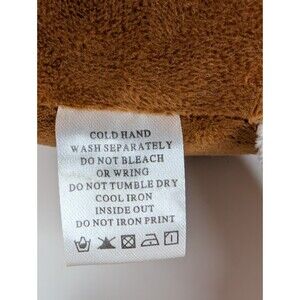 COLD HAND
WASH SEPARATELY
DO NOT BLEACH
OR WRING
DO NOT TUMBLE DRY
COOL IRON
INSIDE OUT
DO NOT IRON PRINT